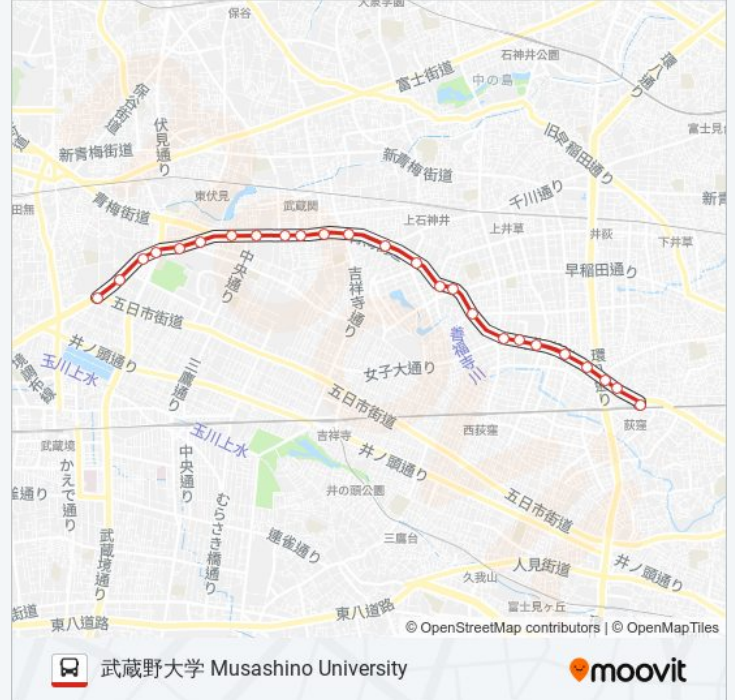 保谷
大泉学園
石神井公園
環八通り
富士街道
中の島
保谷街道
伏見通り
新青梅街道
新青梅街道
旧早稲田通り
富士見台
東伏見
武蔵関
千川通り
新青
田無
青梅街道
上石神井
上井草
井荻
下井草
早稲田通り
中央通り
吉祥寺通り
五日市街道
善福寺川
井ノ頭通り
玉川上水
三鷹通り
女子大通り
環
通り
五日市街道
荻窪
玉川上水
吉祥寺
西荻窪
武蔵境
かえで通り
中央通り
井ノ頭通り
井の頭公園
むらさき橋通り
五日市街道
武蔵境通り
連雀通り
三鷹台
人見街道
井ノ頭通り
久我山
富士見ヶ丘
街道
東八道路
東八道路
© OpenStreetMap contributors | © OpenMapTiles
武蔵野大学 Musashino University
moovit